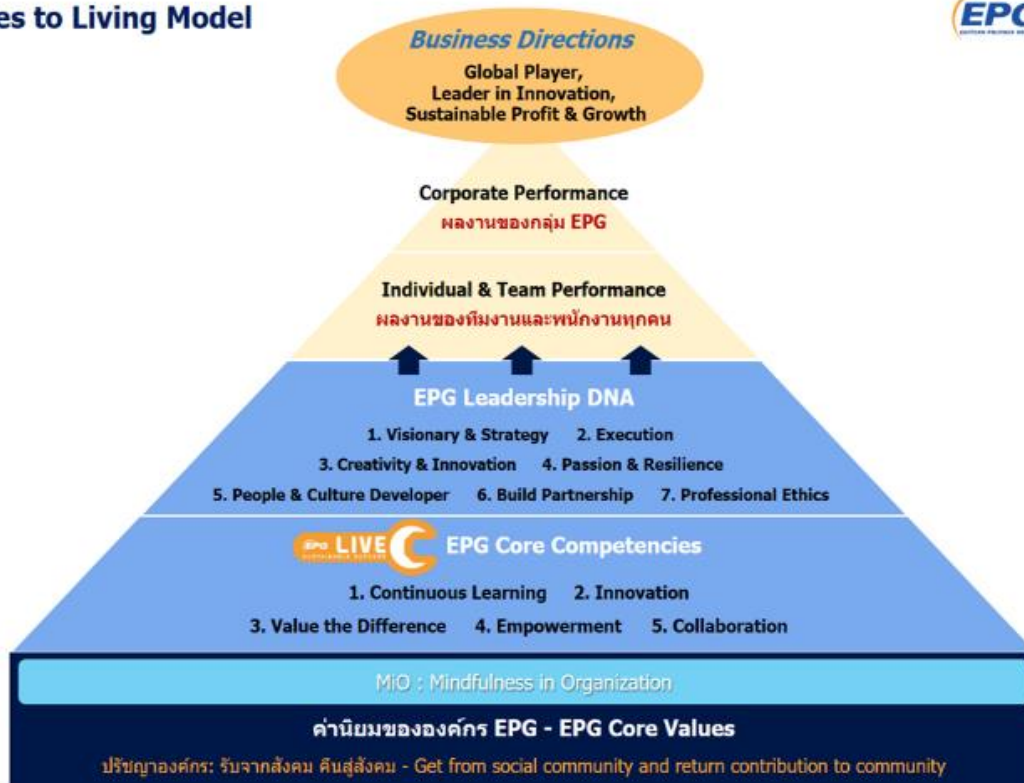 es to Living Model
EPG
Business Directions
Global Player,
Leader in Innovation,
Sustainable Profit & Growth
Corporate Performance
ผลงานของกลุ่ม EPG
Individual & Team Performance
ผลงานของทีมงานและพนักงานทุกคน
EPG Leadership DNA
1. Visionary & Strategy 2. Execution
3. Creativity & Innovation 4. Passion & Resilience
5. People & Culture Developer 6. Build Partnership 7. Professional Ethics
EPG LIVE C EPG Core Competencies
1. Continuous Learning 2. Innovation
3. Value the Difference 4. Empowerment 5. Collaboration
MiO : Mindfulness in Organization
ค่านิยมขององค์กร EPG - EPG Core Values
ปรัชญาองค์กร: รับจากสังคม คืนสู่สังคม - Get from social community and return contribution to community